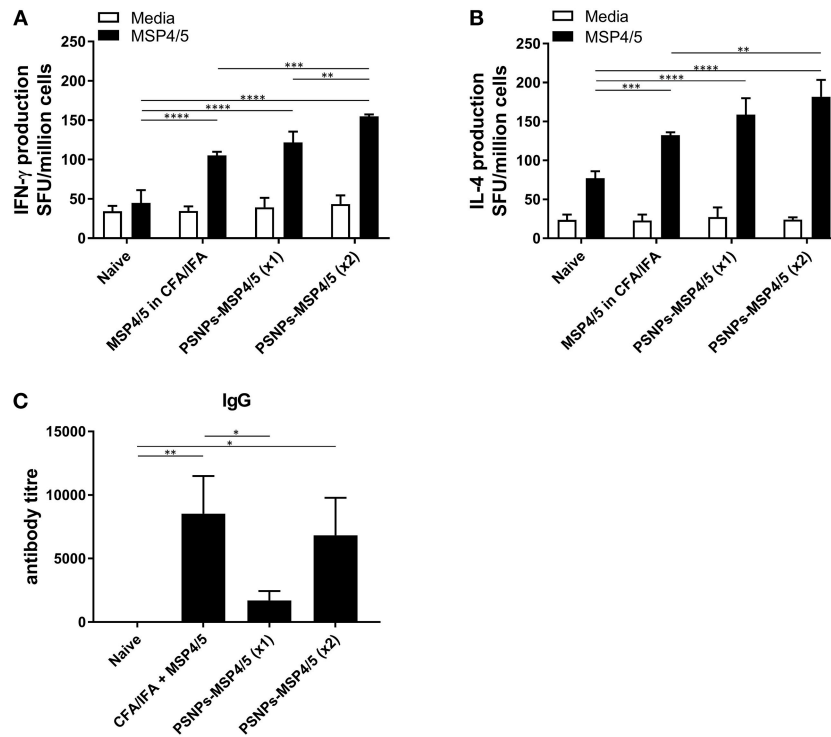 A
Media
MSP4/5
IFN-γ production
SFU/million cells
250
200
150
100
50
0
***
**
****
****
****
Naive
MSP4/5 in CFA/IFA
PSNPs-MSP4/5 (x1)
PSNPs-MSP4/5 (x2)
B
Media
MSP4/5
IL-4 production
SFU/million cells
250
200
150
100
50
0
**
****
****
***
Naive
MSP4/5 in CFA/IFA
PSNPs-MSP4/5 (x1)
PSNPs-MSP4/5 (x2)
C
IgG
antibody titre
15000
10000
5000
0
*
*
**
Naive
CFA/IFA + MSP4/5
PSNPs-MSP4/5 (x1)
PSNPs-MSP4/5 (x2)